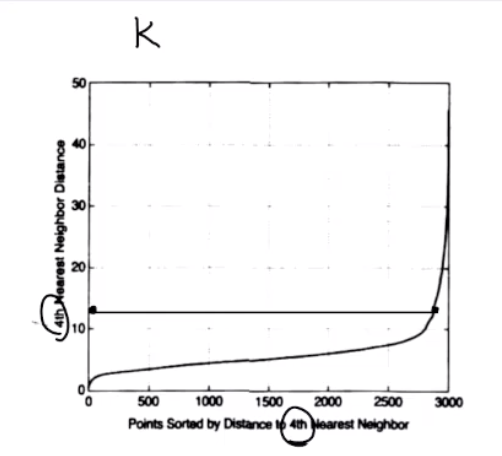 K
50
40
30
20
10
0
4th Nearest Neighbor Distance
0 500 1000 1500 2000 2500 3000
Points Sorted by Distance to 4th Nearest Neighbor